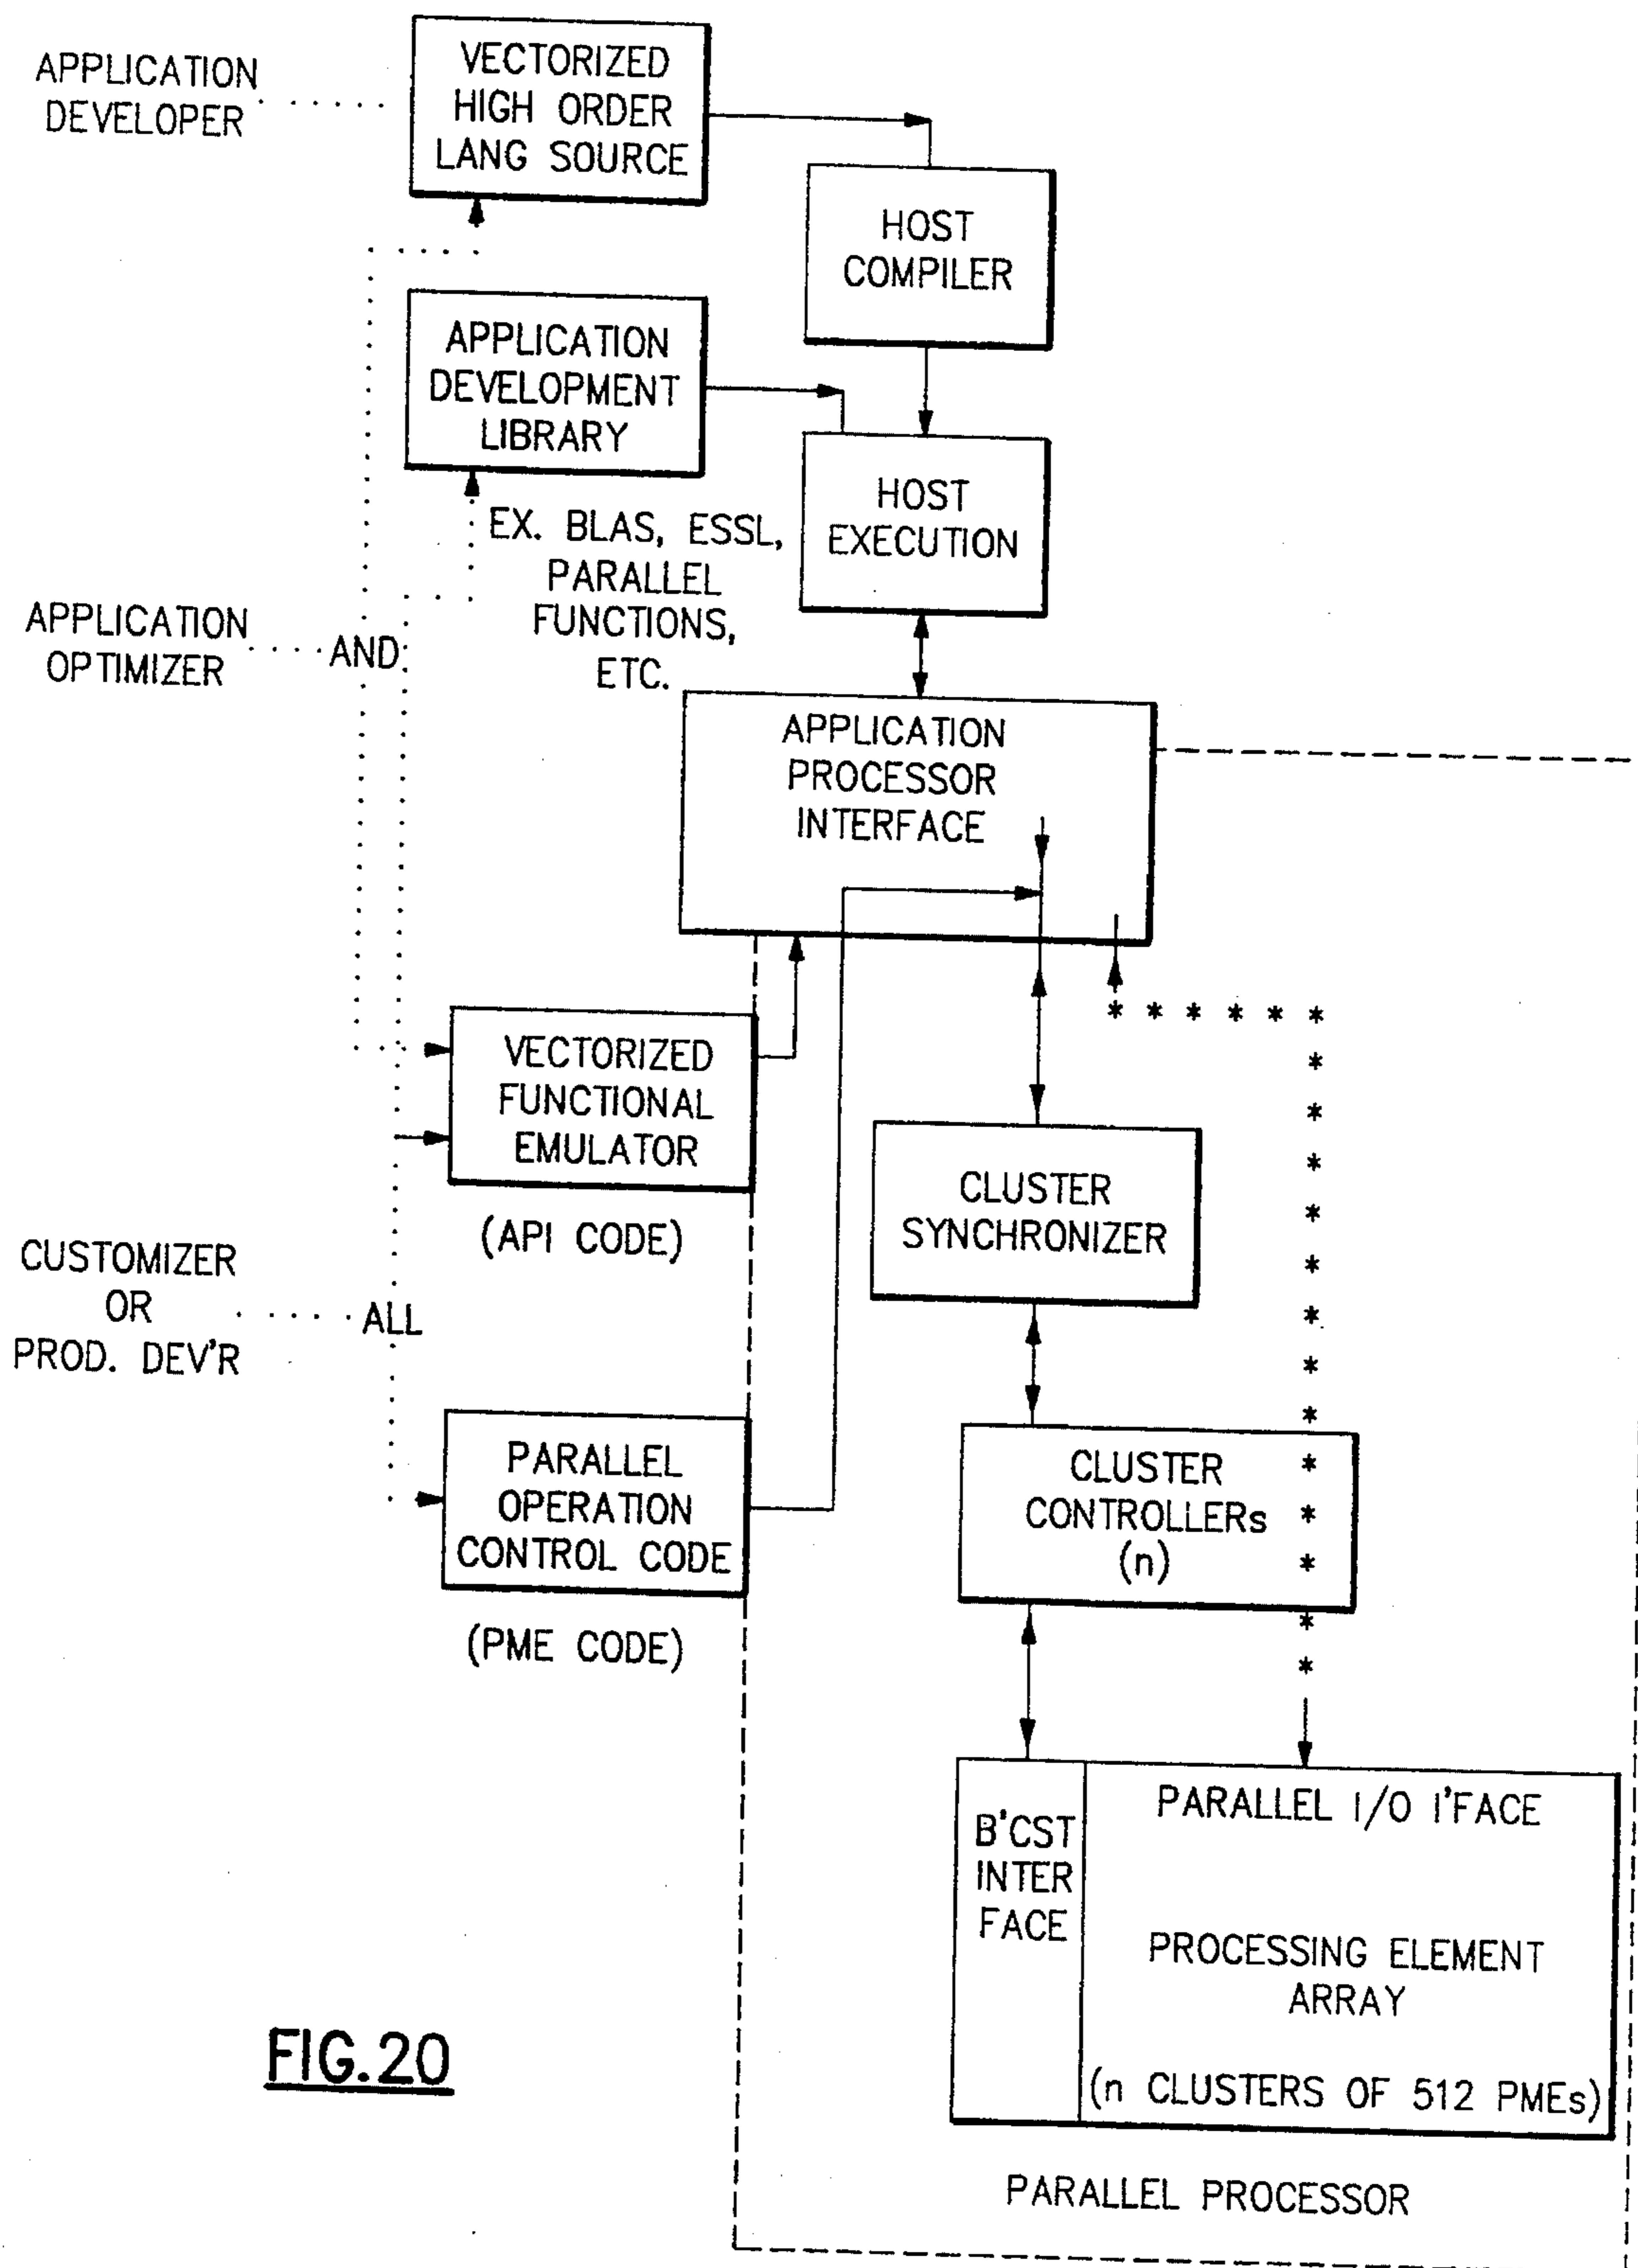 APPLICATION
DEVELOPER
VECTORIZED
HIGH ORDER
LANG SOURCE
HOST
COMPILER
APPLICATION
DEVELOPMENT
LIBRARY
HOST
EXECUTION
EX. BLAS, ESSL,
PARALLEL
FUNCTIONS,
ETC.
APPLICATION
OPTIMIZER
AND
APPLICATION
PROCESSOR
INTERFACE
VECTORIZED
FUNCTIONAL
EMULATOR
(API CODE)
CLUSTER
SYNCHRONIZER
CUSTOMIZER
OR
PROD. DEV'R
ALL
PARALLEL
OPERATION
CONTROL CODE
(PME CODE)
CLUSTER
CONTROLLERs
(n)
B'CST
INTER
FACE
PARALLEL I/O I'FACE
PROCESSING ELEMENT
ARRAY
(n CLUSTERS OF 512 PMEs)
PARALLEL PROCESSOR
FIG.20